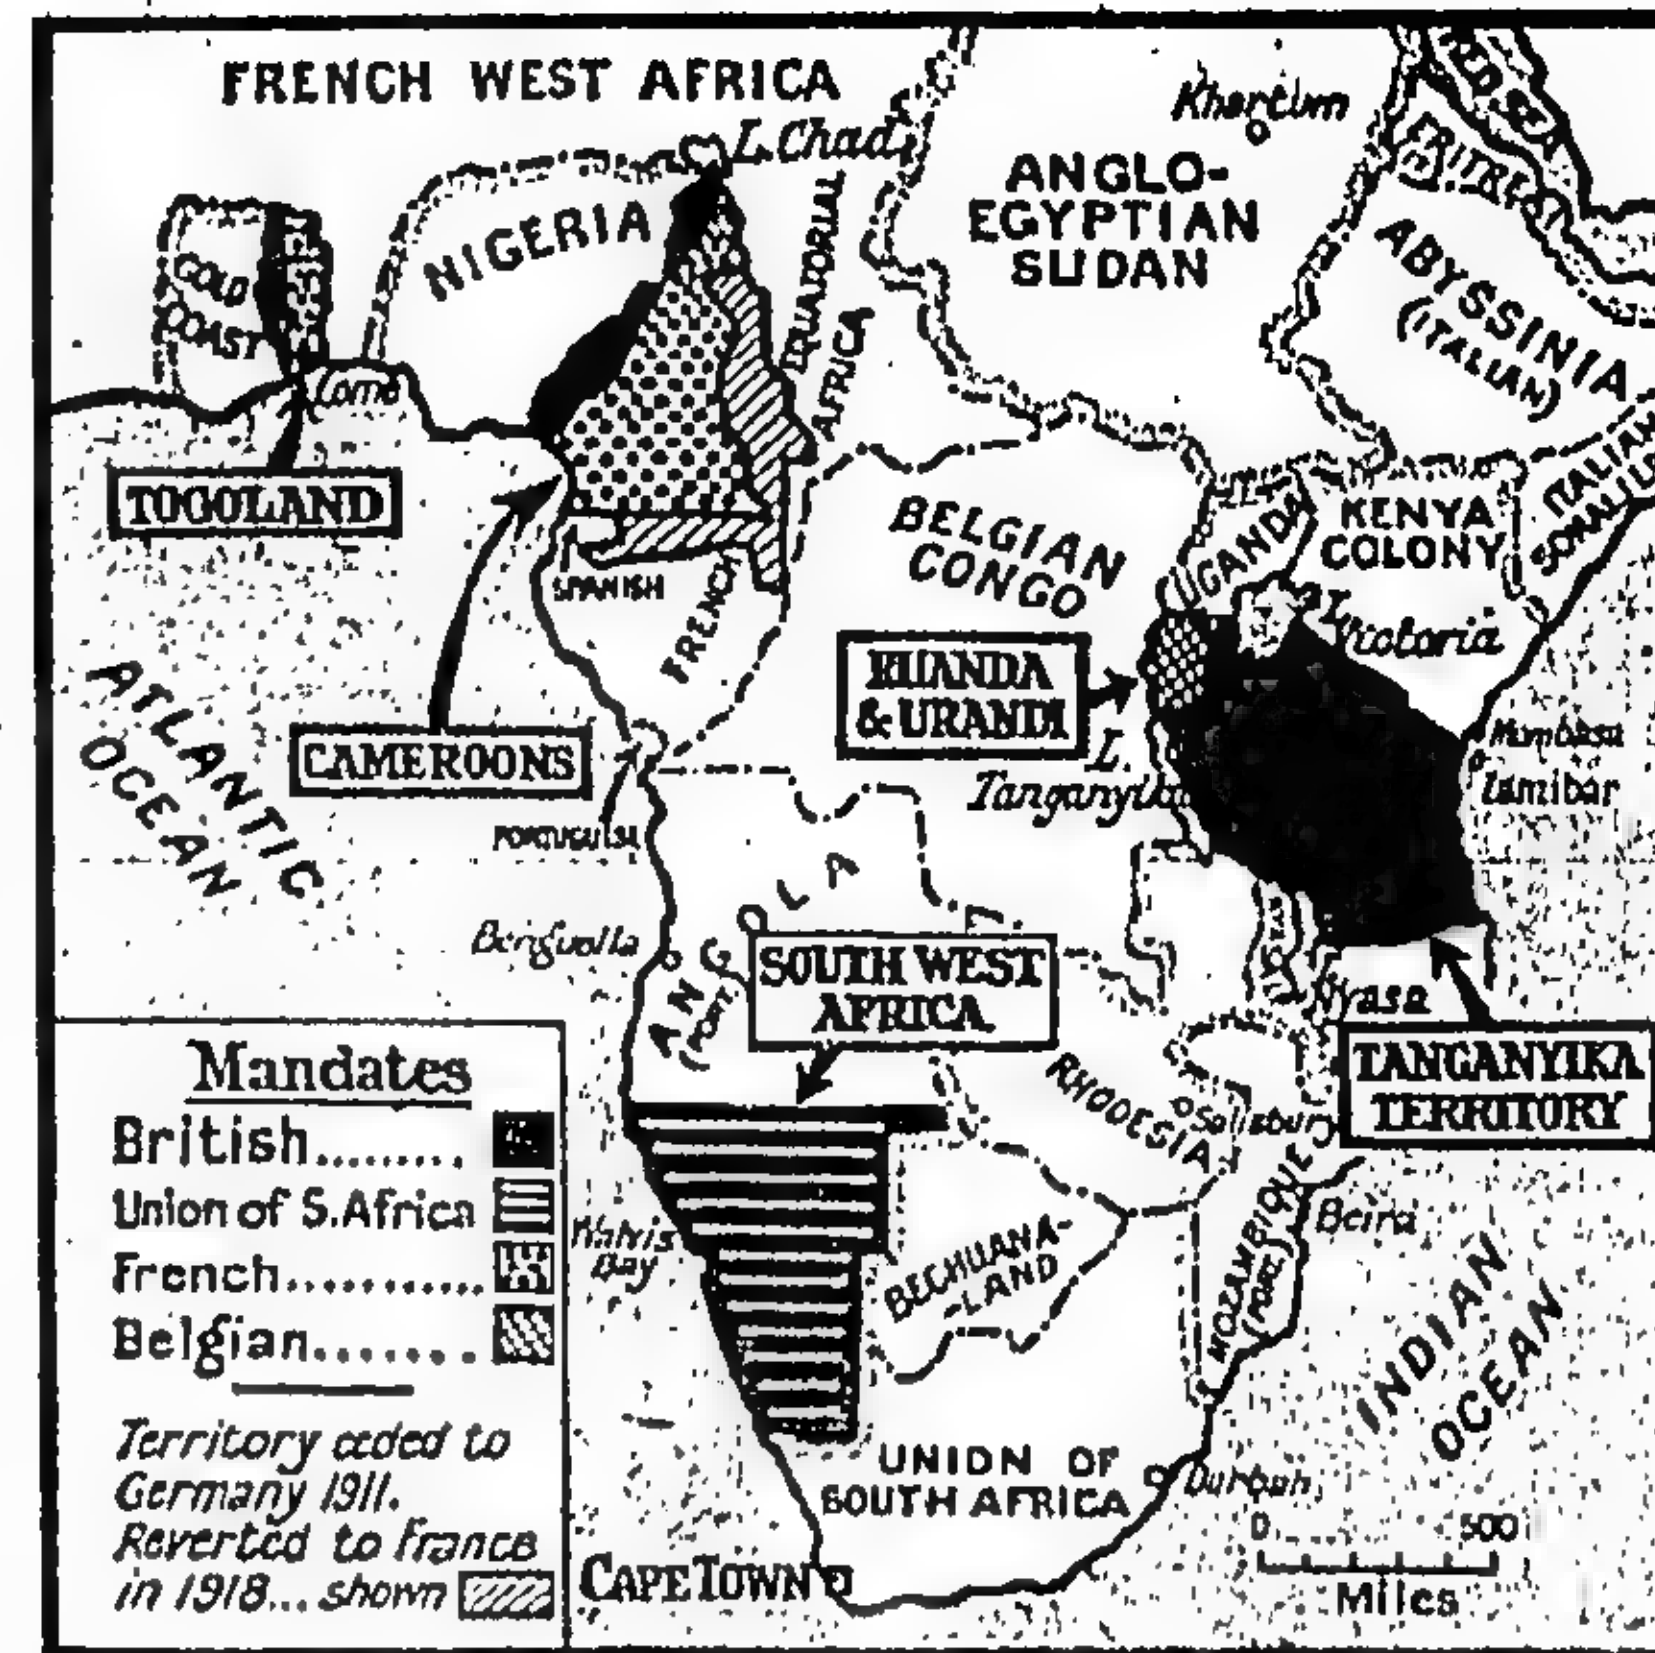 FRENCH WEST AFRICA
L. Chad
Khartum
RED SEA
ERITREA
ANGLO-
EGYPTIAN
SUDAN
ABYSSINIA
(ITALIAN)
NIGERIA
GOLD
COAST
EQUATORIAL
AFRICA
Lome
TOGOLAND
BELGIAN
CONGO
UGANDA
KENYA
COLONY
ITALIAN
SPANISH
FRENCH
L.
Victoria
& URANDI
L.
Tanganyika
CAMEROONS
Mombasa
PORTUGUESE
ATLANTIC
OCEAN
Benguella
ANGOLA
(PORT.
SOUTH WEST
AFRICA
Nyasa
TANGANYIKA
TERRITORY
RHODESIA
Salisbury
Mandates
British.........
Union of S. Africa
French...........
Belgian.......
Territory ceded to
Germany 1911.
Reverted to France
in 1918... shown
Walvis
Bay
BECHUANA-
-LAND
MOZAMBIQUE
(PORT.)
Beira
INDIAN
OCEAN
UNION OF
SOUTH AFRICA
Durban
CAPE TOWN
0 500
Miles